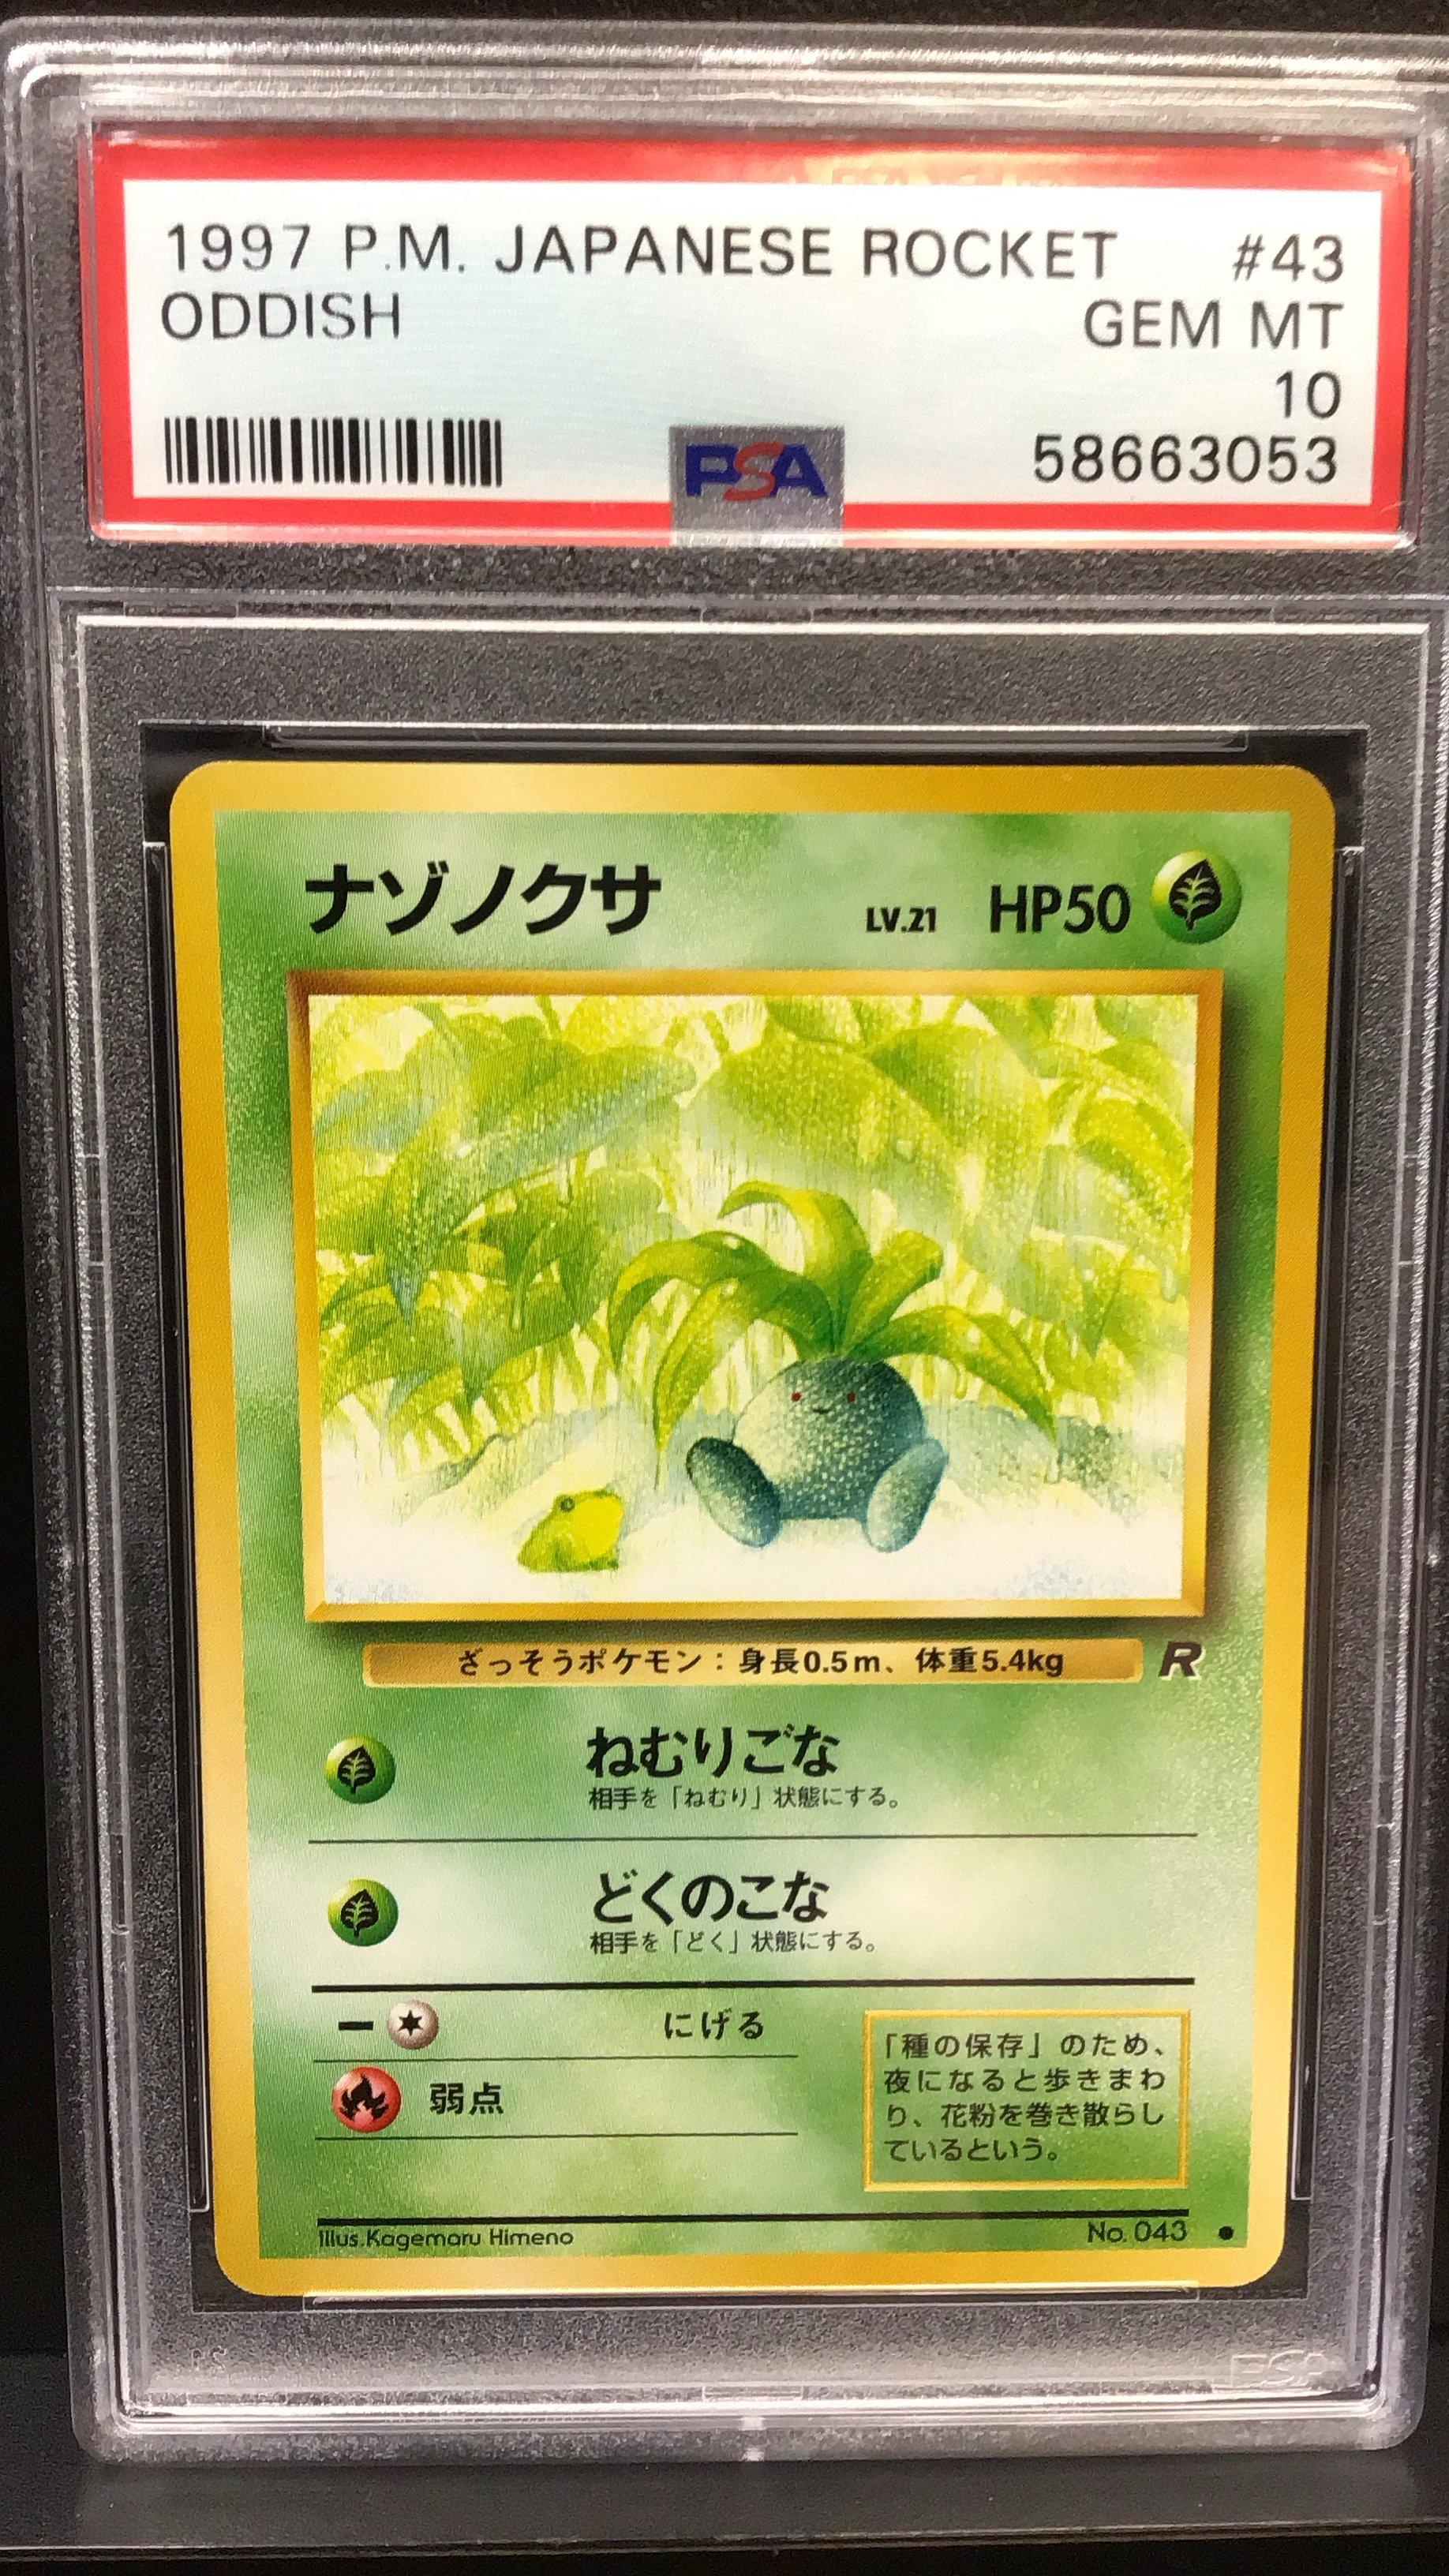 1997 P.M. JAPANESE ROCKET #43
ODDISH GEM MT
10
PSA 58663053
ナゾノクサ LV.21 HP50
ざっそうポケモン：身長0.5m、体重5.4kg R
ねむりごな
相手を「ねむり」状態にする。
どくのこな
相手を「どく」状態にする。
ー にげる
弱点
「種の保存」のため、
夜になると歩きまわ
り、花粉を巻き散らし
ているという。
Illus.Kagemaru Himeno No. 043 ●
PSA